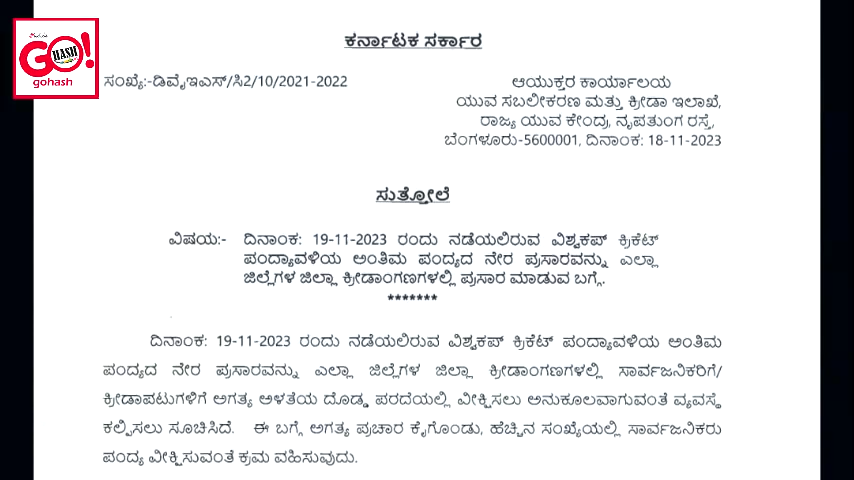 GO!
HASH
gohash
ಕರ್ನಾಟಕ ಸರ್ಕಾರ
ಸಂಖ್ಯೆ:-ಡಿವೈಇಎಸ್/ಸಿ2/10/2021-2022
ಆಯುಕ್ತರ ಕಾರ್ಯಾಲಯ
ಯುವ ಸಬಲೀಕರಣ ಮತ್ತು ಕ್ರೀಡಾ ಇಲಾಖೆ,
ರಾಜ್ಯ ಯುವ ಕೇಂದ್ರ, ನೃಪತುಂಗ ರಸ್ತೆ,
ಬೆಂಗಳೂರು-5600001, ದಿನಾಂಕ: 18-11-2023
ಸುತ್ತೋಲೆ
ವಿಷಯ:- ದಿನಾಂಕ: 19-11-2023 ರಂದು ನಡೆಯಲಿರುವ ವಿಶ್ವಕಪ್ ಕ್ರಿಕೆಟ್
ಪಂದ್ಯಾವಳಿಯ ಅಂತಿಮ ಪಂದ್ಯದ ನೇರ ಪ್ರಸಾರವನ್ನು ಎಲ್ಲಾ
ಜಿಲ್ಲೆಗಳ ಜಿಲ್ಲಾ ಕ್ರೀಡಾಂಗಣಗಳಲ್ಲಿ ಪ್ರಸಾರ ಮಾಡುವ ಬಗ್ಗೆ.
*******
ದಿನಾಂಕ: 19-11-2023 ರಂದು ನಡೆಯಲಿರುವ ವಿಶ್ವಕಪ್ ಕ್ರಿಕೆಟ್ ಪಂದ್ಯಾವಳಿಯ ಅಂತಿಮ
ಪಂದ್ಯದ ನೇರ ಪ್ರಸಾರವನ್ನು ಎಲ್ಲಾ ಜಿಲ್ಲೆಗಳ ಜಿಲ್ಲಾ ಕ್ರೀಡಾಂಗಣಗಳಲ್ಲಿ ಸಾರ್ವಜನಿಕರಿಗೆ/
ಕ್ರೀಡಾಪಟುಗಳಿಗೆ ಅಗತ್ಯ ಅಳತೆಯ ದೊಡ್ಡ ಪರದೆಯಲ್ಲಿ ವೀಕ್ಷಿಸಲು ಅನುಕೂಲವಾಗುವಂತೆ ವ್ಯವಸ್ಥೆ
ಕಲ್ಪಿಸಲು ಸೂಚಿಸಿದೆ. ಈ ಬಗ್ಗೆ ಅಗತ್ಯ ಪ್ರಚಾರ ಕೈಗೊಂಡು, ಹೆಚ್ಚಿನ ಸಂಖ್ಯೆಯಲ್ಲಿ ಸಾರ್ವಜನಿಕರು
ಪಂದ್ಯ ವೀಕ್ಷಿಸುವಂತೆ ಕ್ರಮ ವಹಿಸುವುದು.